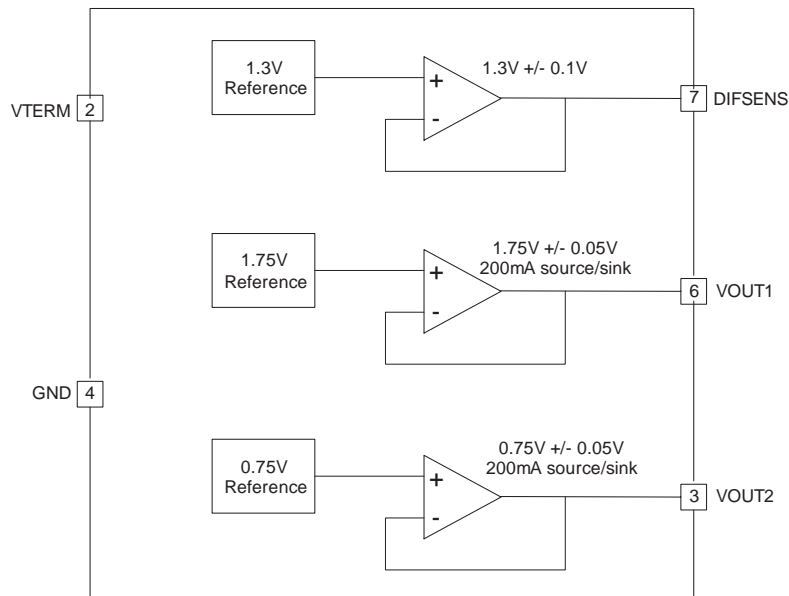 1.3V
Reference
+
-
1.3V +/- 0.1V
VTERM
2
7
DIFSENS
1.75V
Reference
+
-
1.75V +/- 0.05V
200mA source/sink
6
VOUT1
GND
4
0.75V
Reference
+
-
0.75V +/- 0.05V
200mA source/sink
3
VOUT2